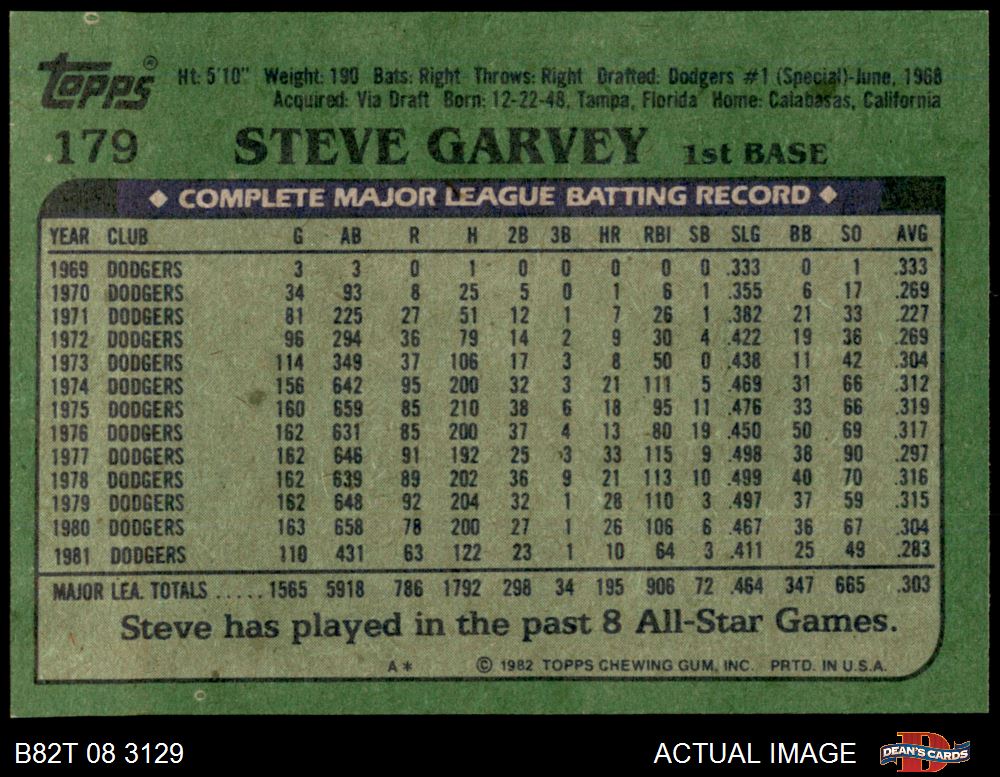 Topps®
Ht: 5'10" Weight: 190 Bats: Right Throws: Right Drafted: Dodgers #1 (Special)-June, 1968
Acquired: Via Draft Born: 12-22-48, Tampa, Florida Home: Calabasas, California
179 STEVE GARVEY 1st BASE
◆ COMPLETE MAJOR LEAGUE BATTING RECORD ◆
YEAR CLUB G AB R H 2B 3B HR RBI SB SLG BB SO AVG
1969 DODGERS 3 3 0 1 0 0 0 0 0 .333 0 1 .333
1970 DODGERS 34 93 8 25 5 0 1 6 1 .355 6 17 .269
1971 DODGERS 81 225 27 51 12 1 7 26 1 .382 21 33 .227
1972 DODGERS 96 294 36 79 14 2 9 30 4 .422 19 36 .269
1973 DODGERS 114 349 37 106 17 3 8 50 0 .438 11 42 .304
1974 DODGERS 156 642 95 200 32 3 21 111 5 .469 31 66 .312
1975 DODGERS 160 659 85 210 38 6 18 95 11 .476 33 66 .319
1976 DODGERS 162 631 85 200 37 4 13 80 19 .450 50 69 .317
1977 DODGERS 162 646 91 192 25 3 33 115 9 .498 38 90 .297
1978 DODGERS 162 639 89 202 36 9 21 113 10 .499 40 70 .316
1979 DODGERS 162 648 92 204 32 1 28 110 3 .497 37 59 .315
1980 DODGERS 163 658 78 200 27 1 26 106 6 .467 36 67 .304
1981 DODGERS 110 431 63 122 23 1 10 64 3 .411 25 49 .283
MAJOR LEA. TOTALS ..... 1565 5918 786 1792 298 34 195 906 72 .464 347 665 .303
Steve has played in the past 8 All-Star Games.
A* © 1982 TOPPS CHEWING GUM, INC. PRTD. IN U.S.A.
B82T 08 3129 ACTUAL IMAGE DEAN'S CARDS